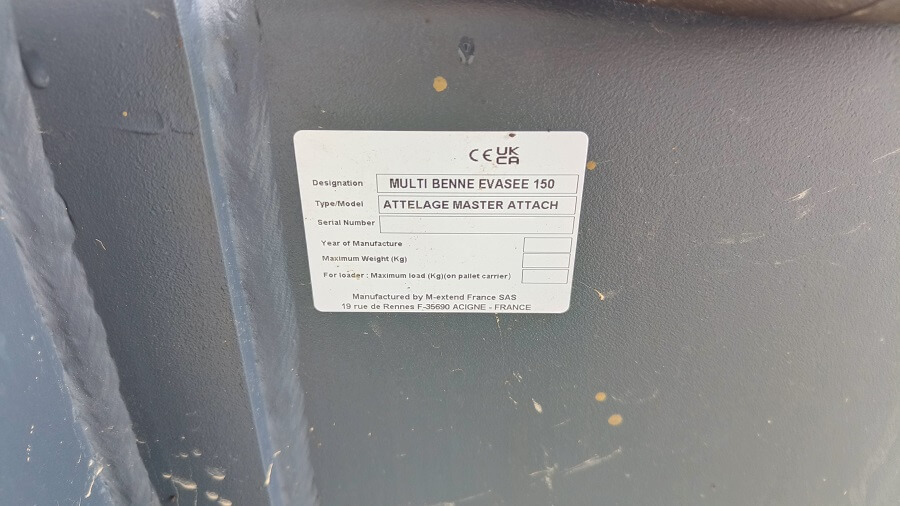 CE UK
CA
Designation MULTI BENNE EVASEE 150
Type/Model ATTELAGE MASTER ATTACH
Serial Number
Year of Manufacture
Maximum Weight (Kg)
For loader : Maximum load (Kg)(on pallet carrier)
Manufactured by M-extend France SAS
19 rue de Rennes F-35690 ACIGNE - FRANCE